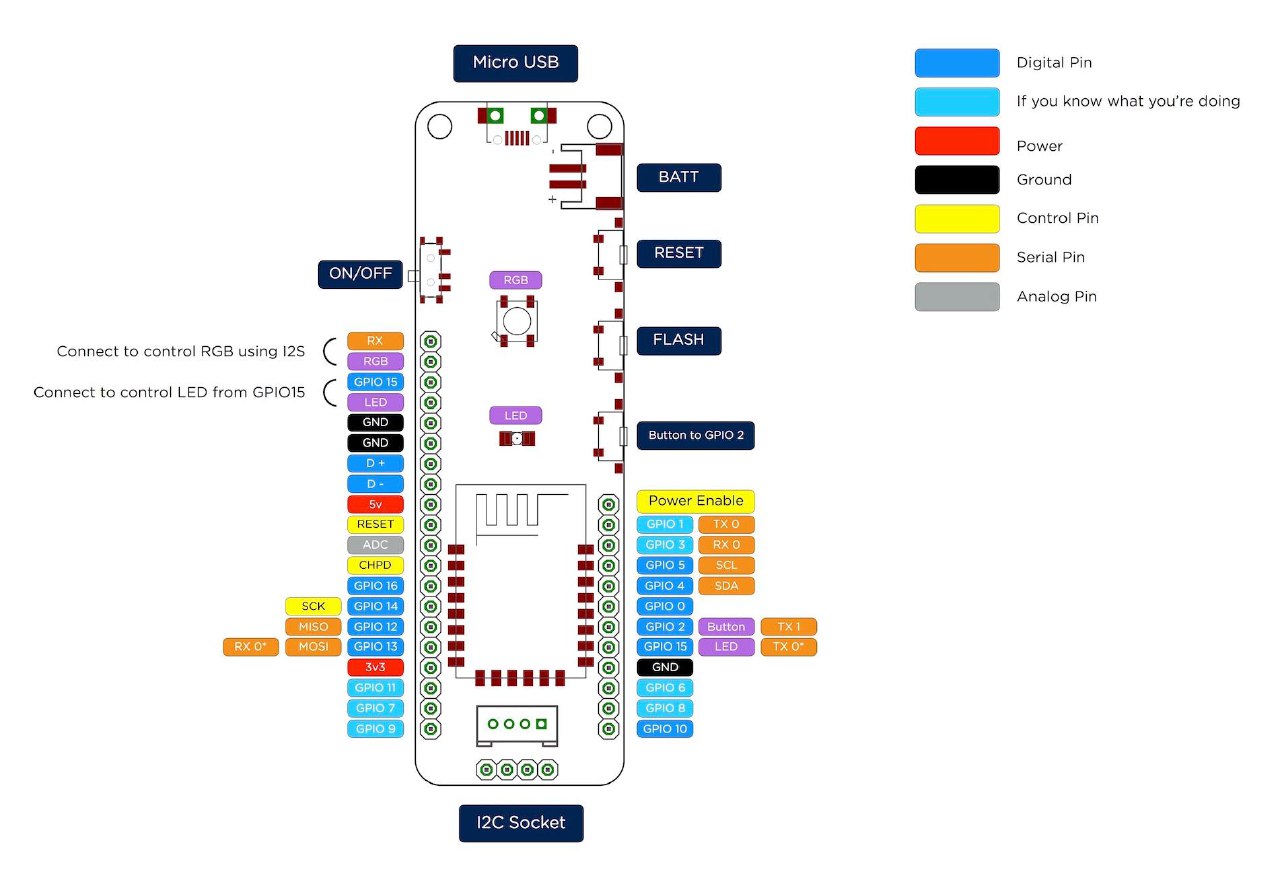 Micro USB
Digital Pin
If you know what you're doing
Power
Ground
Control Pin
Serial Pin
Analog Pin
BATT
- 
+
RESET
ON/OFF
RGB
FLASH
Connect to control RGB using I2S
RX
RGB
Connect to control LED from GPIO15
GPIO 15
LED
LED
Button to GPIO 2
GND
GND
D +
D -
5v
Power Enable
RESET
GPIO 1 TX 0
ADC
GPIO 3 RX 0
CHPD
GPIO 5 SCL
GPIO 16
GPIO 4 SDA
SCK GPIO 14
GPIO 0
MISO GPIO 12
GPIO 2 Button TX 1
RX 0* MOSI GPIO 13
GPIO 15 LED TX 0*
3v3
GND
GPIO 11
GPIO 6
GPIO 7
GPIO 8
GPIO 9
GPIO 10
I2C Socket